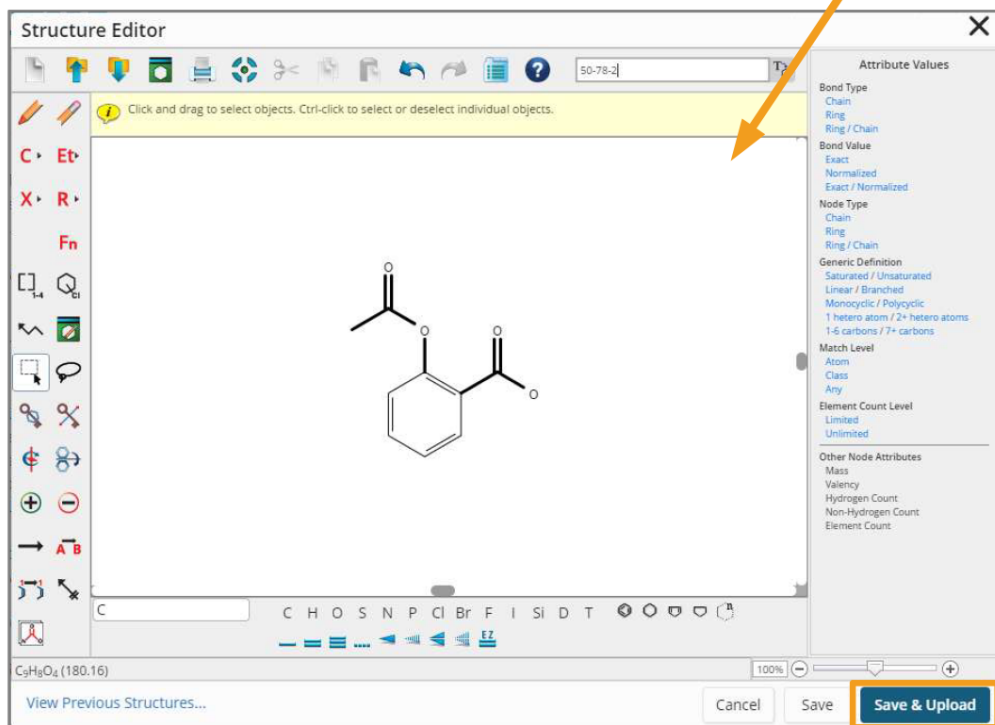 Structure Editor
50-78-2
Click and drag to select objects. Ctrl-click to select or deselect individual objects.
C Et
X R
Fn
1-4 Cl
A B
O
O O
O
Attribute Values
Bond Type
Chain
Ring
Ring / Chain
Bond Value
Exact
Normalized
Exact / Normalized
Node Type
Chain
Ring
Ring / Chain
Generic Definition
Saturated / Unsaturated
Linear / Branched
Monocyclic / Polycyclic
1 hetero atom / 2+ hetero atoms
1-6 carbons / 7+ carbons
Match Level
Atom
Class
Any
Element Count Level
Limited
Unlimited
Other Node Attributes
Mass
Valency
Hydrogen Count
Non-Hydrogen Count
Element Count
C C H O S N P Cl Br F I Si D T n
EZ
C₉H₈O₄ (180.16) 100%
View Previous Structures... Cancel Save Save & Upload